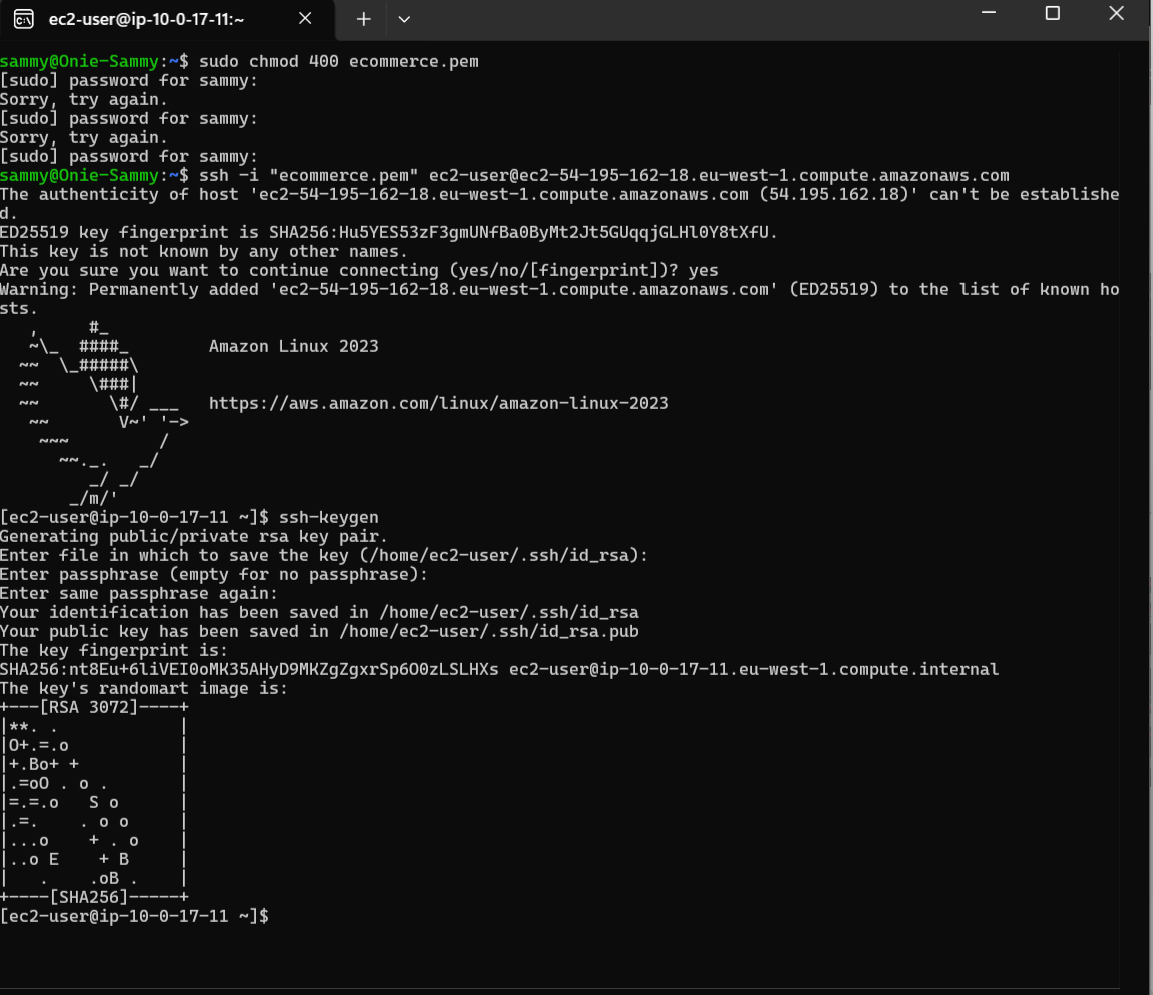 ec2-user@ip-10-0-17-11:~
sammy@Onie-Sammy:~$ sudo chmod 400 ecommerce.pem
[sudo] password for sammy:
Sorry, try again.
[sudo] password for sammy:
Sorry, try again.
[sudo] password for sammy:
sammy@Onie-Sammy:~$ ssh -i "ecommerce.pem" ec2-user@ec2-54-195-162-18.eu-west-1.compute.amazonaws.com
The authenticity of host 'ec2-54-195-162-18.eu-west-1.compute.amazonaws.com (54.195.162.18)' can't be establishe
d.
ED25519 key fingerprint is SHA256:Hu5YES53zF3gmUNfBa0ByMt2Jt5GUqqjGLHl0Y8tXfU.
This key is not known by any other names.
Are you sure you want to continue connecting (yes/no/[fingerprint])? yes
Warning: Permanently added 'ec2-54-195-162-18.eu-west-1.compute.amazonaws.com' (ED25519) to the list of known ho
sts.
   ,     #_
   ~\_  ####_        Amazon Linux 2023
  ~~  \_#####\
  ~~     \###|
  ~~       \#/ ___   https://aws.amazon.com/linux/amazon-linux-2023
   ~~       V~' '->
    ~~~         /
      ~~._.   _/
         _/ _/
       _/m/'
[ec2-user@ip-10-0-17-11 ~]$ ssh-keygen
Generating public/private rsa key pair.
Enter file in which to save the key (/home/ec2-user/.ssh/id_rsa):
Enter passphrase (empty for no passphrase):
Enter same passphrase again:
Your identification has been saved in /home/ec2-user/.ssh/id_rsa
Your public key has been saved in /home/ec2-user/.ssh/id_rsa.pub
The key fingerprint is:
SHA256:nt8Eu+6liVEI0oMK35AHyD9MKZgZgxrSp6O0zLSLHXs ec2-user@ip-10-0-17-11.eu-west-1.compute.internal
The key's randomart image is:
+---[RSA 3072]----+
|**. .            |
|O+.=.o           |
|+.Bo+ +          |
|.=oO . o .       |
|=.=.o   S o      |
|.=.    . o o     |
|...o    + . o    |
|..o E    + B     |
|   .    .oB .    |
+----[SHA256]-----+
[ec2-user@ip-10-0-17-11 ~]$